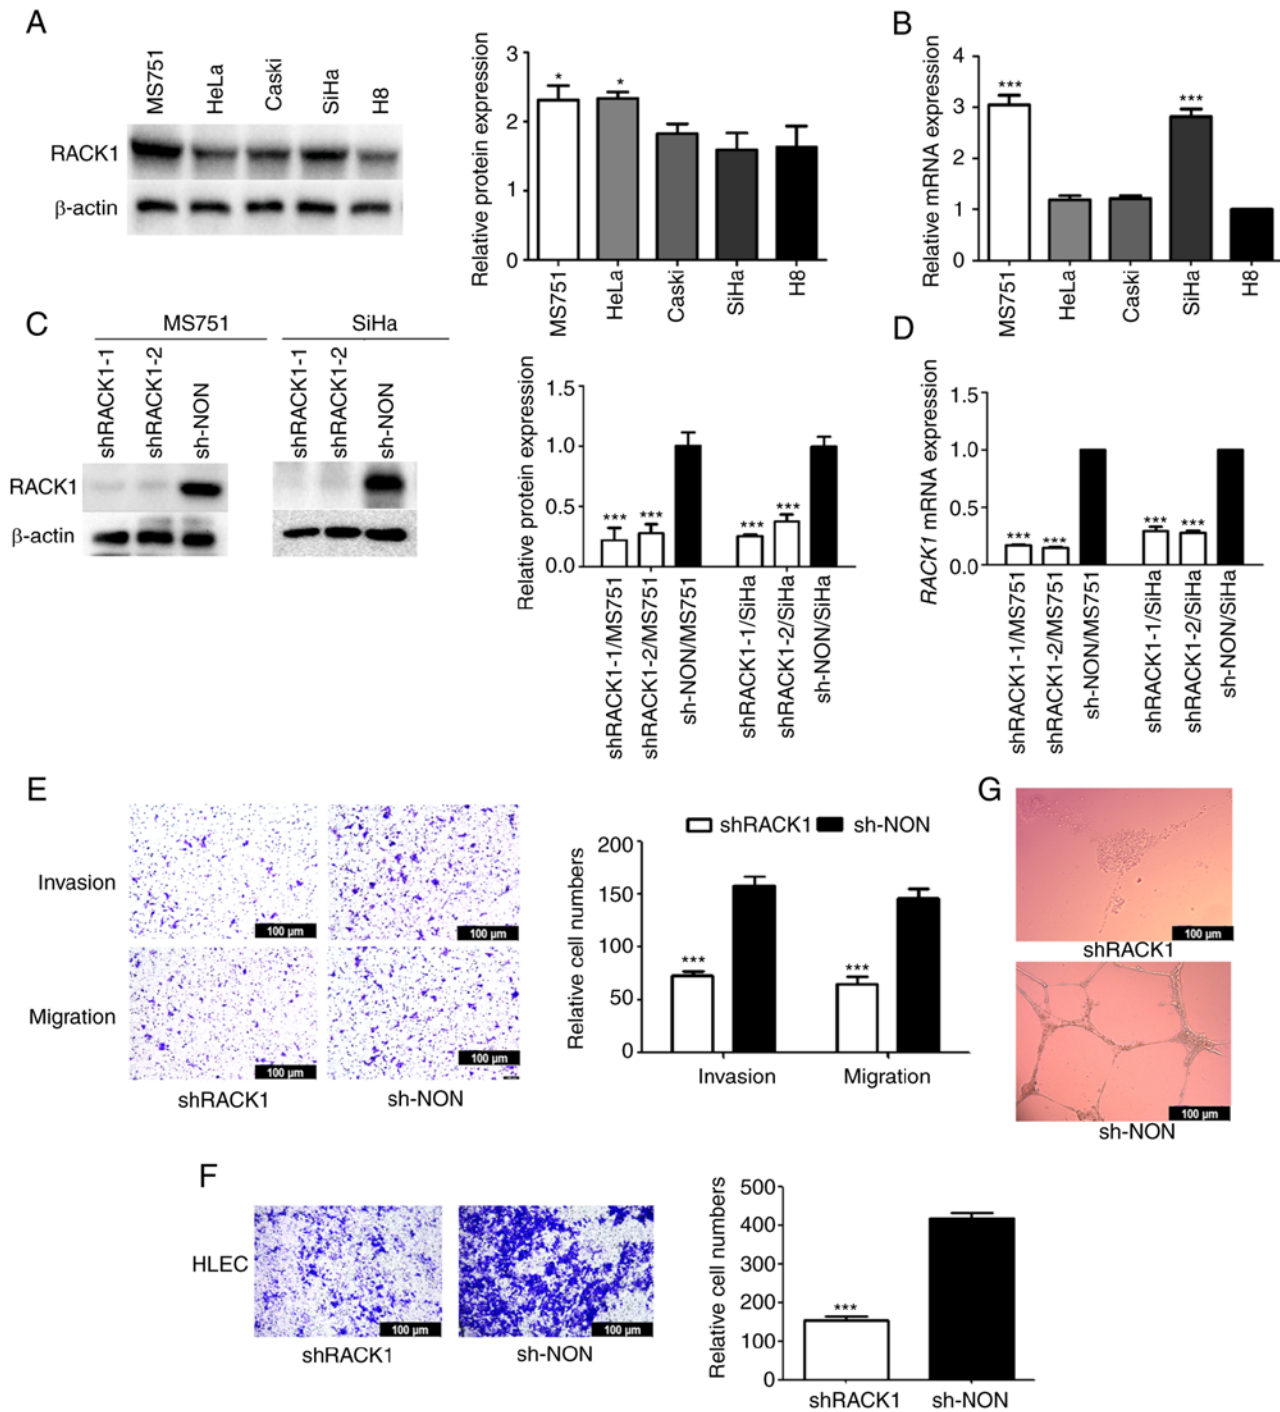 A
MS751
HeLa
Caski
SiHa
H8
RACK1
β-actin
Relative protein expression
3
2
1
0
*
*
MS751
HeLa
Caski
SiHa
H8
B
Relative mRNA expression
4
3
2
1
0
***
***
MS751
HeLa
Caski
SiHa
H8
C
MS751
SiHa
shRACK1-1
shRACK1-2
sh-NON
shRACK1-1
shRACK1-2
sh-NON
RACK1
β-actin
Relative protein expression
1.5
1.0
0.5
0.0
***
***
***
***
shRACK1-1/MS751
shRACK1-2/MS751
sh-NON/MS751
shRACK1-1/SiHa
shRACK1-2/SiHa
sh-NON/SiHa
D
RACK1 mRNA expression
1.5
1.0
0.5
0.0
***
***
***
***
shRACK1-1/MS751
shRACK1-2/MS751
sh-NON/MS751
shRACK1-1/SiHa
shRACK1-2/SiHa
sh-NON/SiHa
E
Invasion
100 µm
100 µm
Migration
100 µm
100 µm
shRACK1
sh-NON
shRACK1
sh-NON
Relative cell numbers
200
150
100
50
0
***
***
Invasion
Migration
G
100 µm
shRACK1
100 µm
sh-NON
F
HLEC
100 µm
100 µm
shRACK1
sh-NON
Relative cell numbers
500
400
300
200
100
0
***
shRACK1
sh-NON